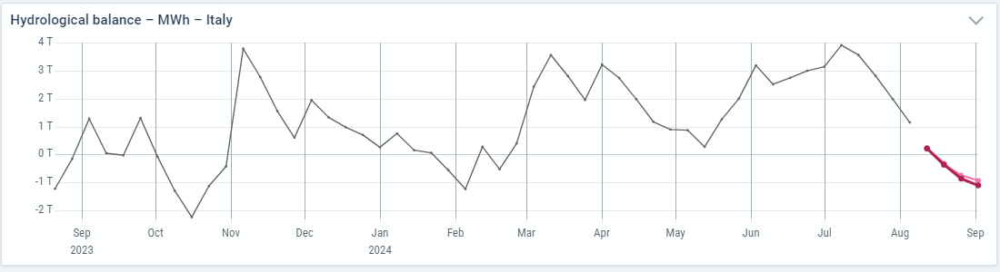 Hydrological balance – MWh – Italy
4 T
3 T
2 T
1 T
0 T
-1 T
-2 T
Sep Oct Nov Dec Jan Feb Mar Apr May Jun Jul Aug Sep
2023 2024